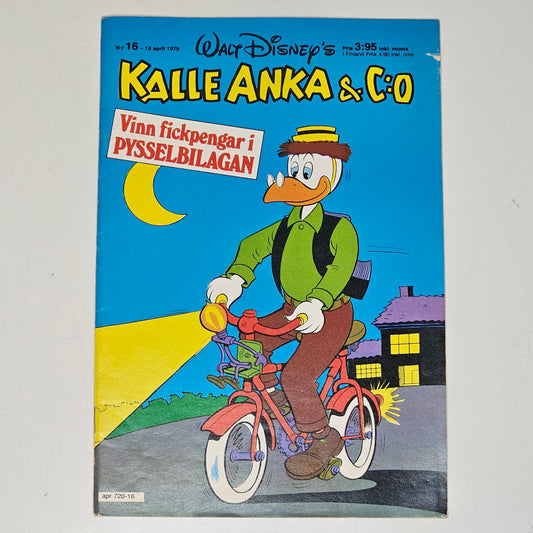 N:r 16 – 18 april 1979
WALT DISNEY'S
Pris 3:95 inkl. moms
I Finland Fmk 4:90 inkl. oms
KALLE ANKA & C:O
Vinn fickpengar i
PYSSELBILAGAN
apr 720-16